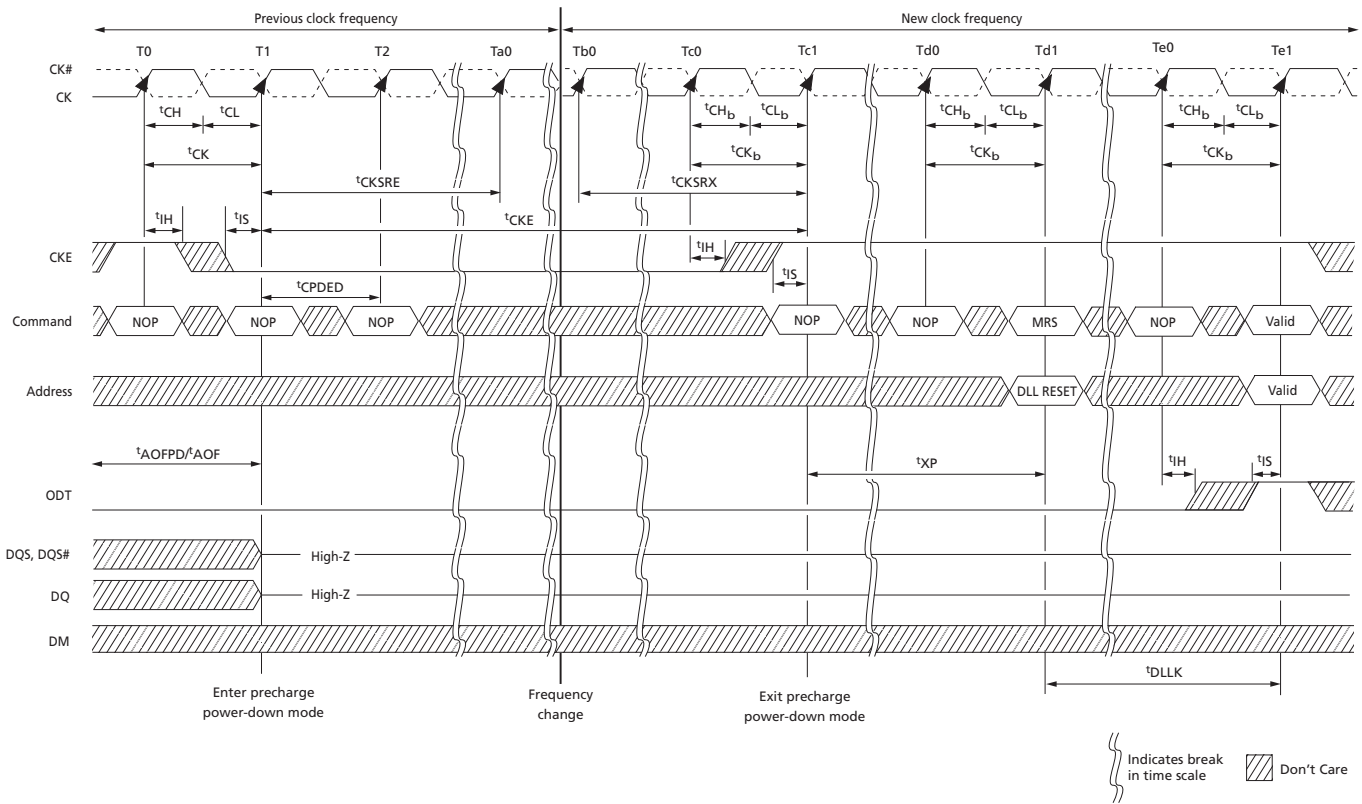 Previous clock frequency New clock frequency
T0 T1 T2 Ta0 Tb0 Tc0 Tc1 Td0 Td1 Te0 Te1
CK#
CK
tCH tCL tCHb tCLb tCHb tCLb tCHb tCLb
tCK tCKb tCKb tCKb
tCKSRE tCKSRX
tIH tIS tCKE
CKE tIH
tIS
tCPDED
Command NOP NOP NOP NOP NOP MRS NOP Valid
Address DLL RESET Valid
tAOFPD/tAOF tXP tIH tIS
ODT
DQS, DQS# High-Z
DQ High-Z
DM
tDLLK
Enter precharge
power-down mode
Frequency
change
Exit precharge
power-down mode
Indicates break
in time scale
Don't Care